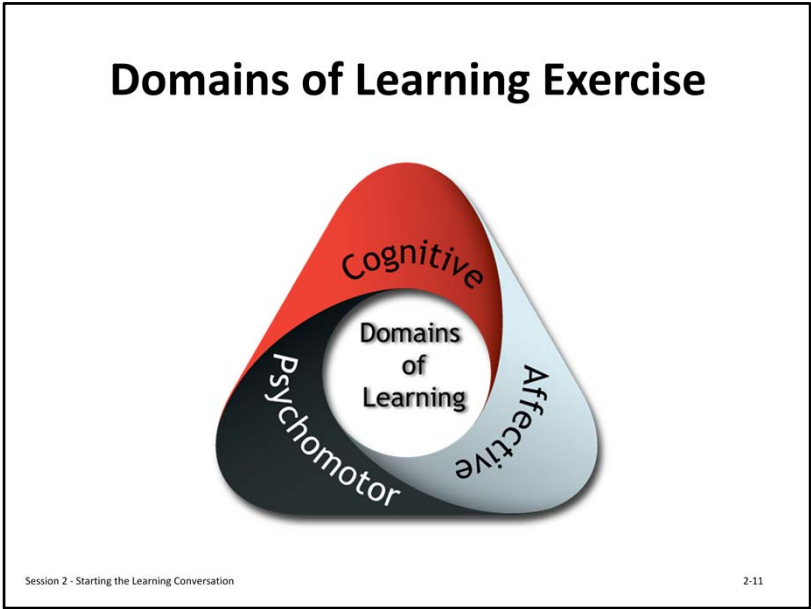 Domains of Learning Exercise
Cognitive
Domains
of
Learning
Psychomotor
Affective
Session 2 - Starting the Learning Conversation
2-11